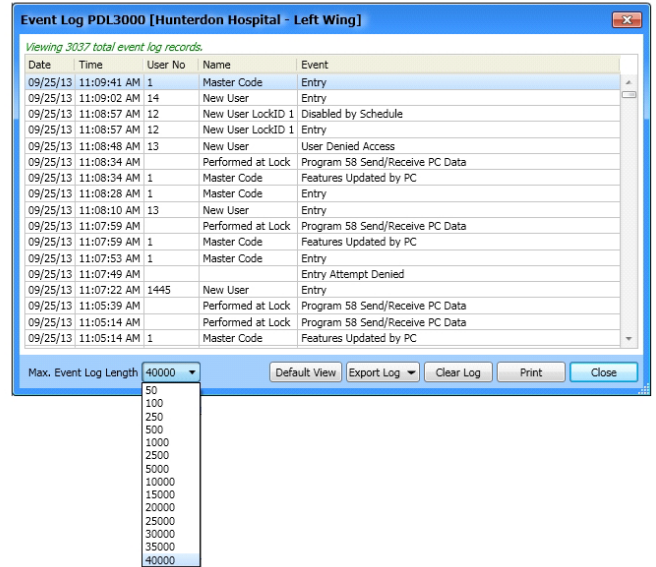 Event Log PDL3000 [Hunterdon Hospital - Left Wing]
Viewing 3037 total event log records.
Date Time User No Name Event
09/25/13 11:09:41 AM 1 Master Code Entry
09/25/13 11:09:02 AM 14 New User Entry
09/25/13 11:08:57 AM 12 New User LockID 1 Disabled by Schedule
09/25/13 11:08:57 AM 12 New User LockID 1 Entry
09/25/13 11:08:48 AM 13 New User User Denied Access
09/25/13 11:08:34 AM Performed at Lock Program 58 Send/Receive PC Data
09/25/13 11:08:34 AM 1 Master Code Features Updated by PC
09/25/13 11:08:28 AM 1 Master Code Entry
09/25/13 11:08:10 AM 13 New User Entry
09/25/13 11:07:59 AM Performed at Lock Program 58 Send/Receive PC Data
09/25/13 11:07:59 AM 1 Master Code Features Updated by PC
09/25/13 11:07:53 AM 1 Master Code Entry
09/25/13 11:07:49 AM Entry Attempt Denied
09/25/13 11:07:22 AM 1445 New User Entry
09/25/13 11:05:39 AM Performed at Lock Program 58 Send/Receive PC Data
09/25/13 11:05:14 AM Performed at Lock Program 58 Send/Receive PC Data
09/25/13 11:05:14 AM 1 Master Code Features Updated by PC
Max. Event Log Length 40000 Default View Export Log Clear Log Print Close
50
100
250
500
1000
2500
5000
10000
15000
20000
25000
30000
35000
40000